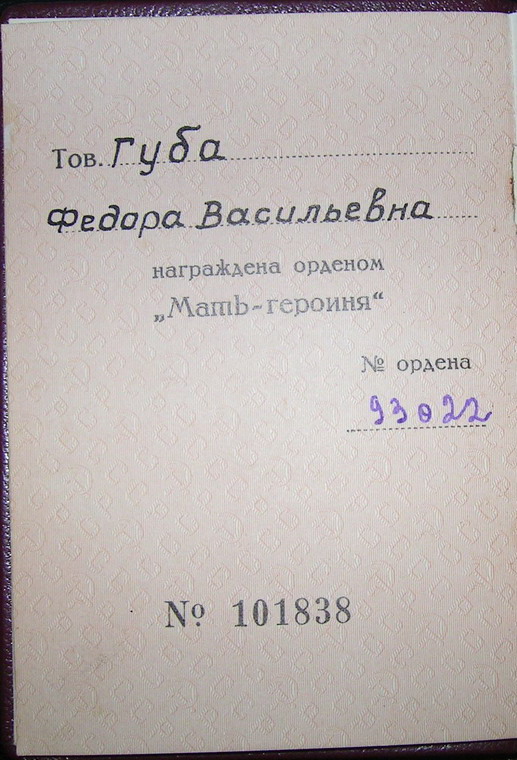 Тов. Губа
Федора Васильевна
награждена орденом
„Мать-героиня“
№ ордена
93022
№ 101838